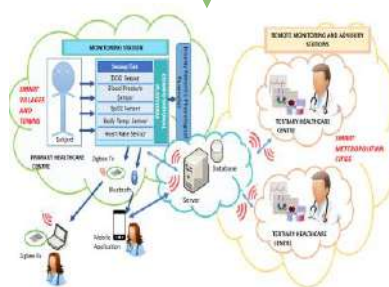 MONITORING STATION
REMOTE MONITORING AND ADVISORY
STATIONS
SMART
VILLAGES
AND
TOWNS
Sensor Unit
ECG Sensor
Blood Pressure
Sensor
SpO2 Sensor
Body Temp Sensor
Heart Rate Sensor
Subject
PRIMARY HEALTHCARE
CENTRE
Zigbee Tx
Bluetooth
Zigbee Rx
Mobile
Application
Server
Database
TERTIARY HEALTHCARE
CENTRE
SMART
METROPOLITAN
CITIES
TERTIARY HEALTHCARE
CENTRE